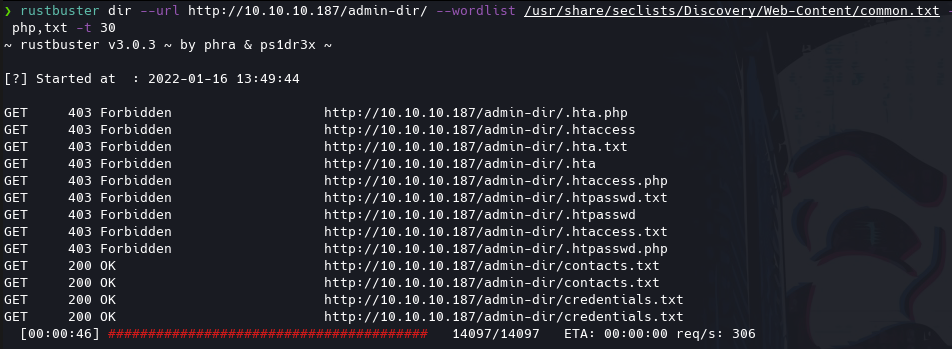 ❯ rustbuster dir --url http://10.10.10.187/admin-dir/ --wordlist /usr/share/seclists/Discovery/Web-Content/common.txt -
php,txt -t 30
~ rustbuster v3.0.3 ~ by phra & ps1dr3x ~
[?] Started at  : 2022-01-16 13:49:44
GET     403 Forbidden                   http://10.10.10.187/admin-dir/.hta.php
GET     403 Forbidden                   http://10.10.10.187/admin-dir/.htaccess
GET     403 Forbidden                   http://10.10.10.187/admin-dir/.hta.txt
GET     403 Forbidden                   http://10.10.10.187/admin-dir/.hta
GET     403 Forbidden                   http://10.10.10.187/admin-dir/.htaccess.php
GET     403 Forbidden                   http://10.10.10.187/admin-dir/.htpasswd.txt
GET     403 Forbidden                   http://10.10.10.187/admin-dir/.htpasswd
GET     403 Forbidden                   http://10.10.10.187/admin-dir/.htaccess.txt
GET     403 Forbidden                   http://10.10.10.187/admin-dir/.htpasswd.php
GET     200 OK                          http://10.10.10.187/admin-dir/contacts.txt
GET     200 OK                          http://10.10.10.187/admin-dir/contacts.txt
GET     200 OK                          http://10.10.10.187/admin-dir/credentials.txt
GET     200 OK                          http://10.10.10.187/admin-dir/credentials.txt
[00:00:46] ######################################## 14097/14097   ETA: 00:00:00 req/s: 306